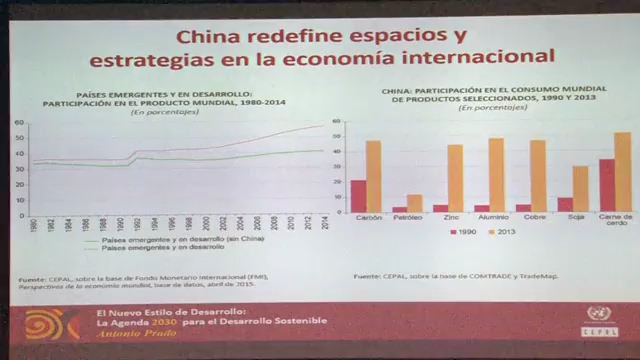 China redefine espacios y
estrategias en la economía internacional
PAÍSES EMERGENTES Y EN DESARROLLO:
PARTICIPACIÓN EN EL PRODUCTO MUNDIAL, 1980-2014
(En porcentajes)
60
50
40
30
20
10
0
1980
1982
1984
1986
1988
1990
1992
1994
1996
1998
2000
2002
2004
2006
2008
2010
2012
2014
Países emergentes y en desarrollo (sin China)
Países emergentes y en desarrollo
Fuente: CEPAL, sobre la base de Fondo Monetario Internacional (FMI),
Perspectivas de la economía mundial, base de datos, abril de 2015.
CHINA: PARTICIPACIÓN EN EL CONSUMO MUNDIAL
DE PRODUCTOS SELECCIONADOS, 1990 Y 2013
(En porcentajes)
60
50
40
30
20
10
0
Carbón Petróleo Zinc Aluminio Cobre Soja Carne de
cerdo
1990 2013
Fuente: CEPAL, sobre la base de COMTRADE y TradeMap.
El Nuevo Estilo de Desarrollo:
La Agenda 2030 para el Desarrollo Sostenible
Antonio Prado
NACIONES UNIDAS
CEPAL